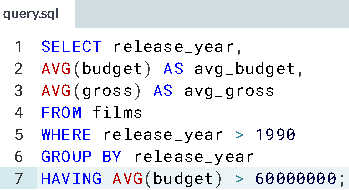 query.sql
1 SELECT release_year,
2 AVG(budget) AS avg_budget,
3 AVG(gross) AS avg_gross
4 FROM films
5 WHERE release_year > 1990
6 GROUP BY release_year
7 HAVING AVG(budget) > 60000000;